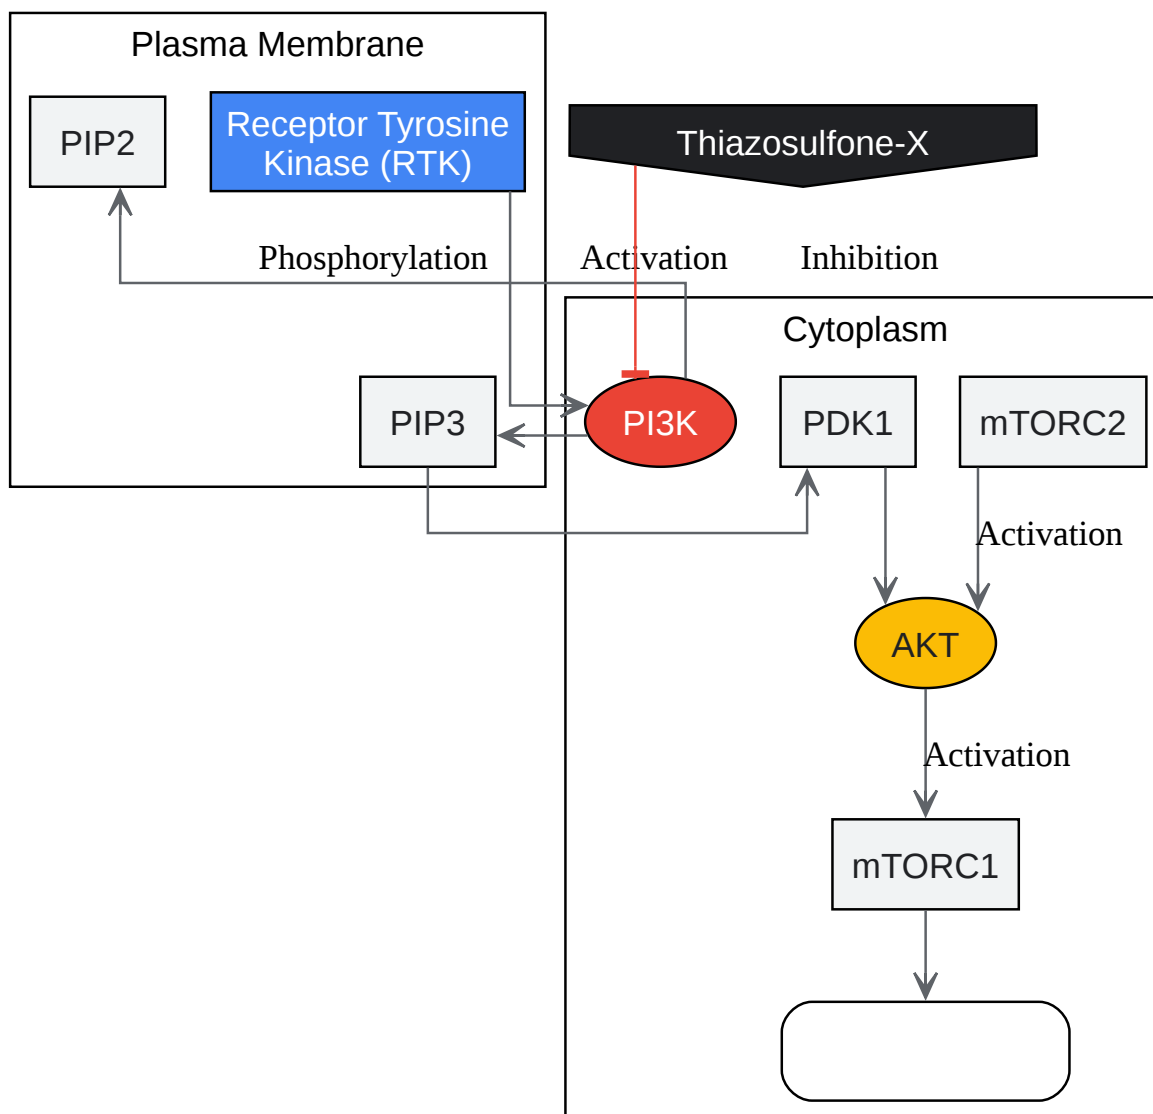 Plasma Membrane
PIP2
Receptor Tyrosine
Kinase (RTK)
Thiazosulfone-X
Phosphorylation
Activation
Inhibition
Cytoplasm
PIP3
PI3K
PDK1
mTORC2
Activation
AKT
Activation
mTORC1